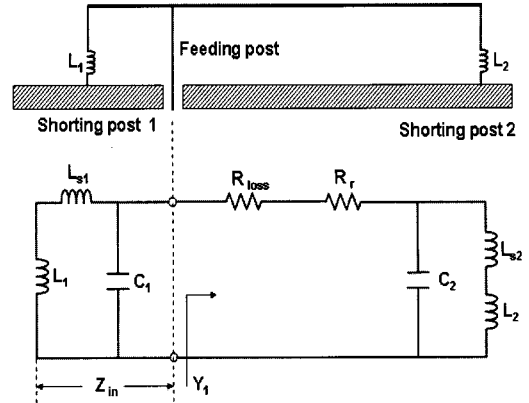 L1
Feeding post
L2
Shorting post 1
Shorting post 2
Ls1
Rloss
Rr
L1
C1
C2
Ls2
L2
Zin
Y1